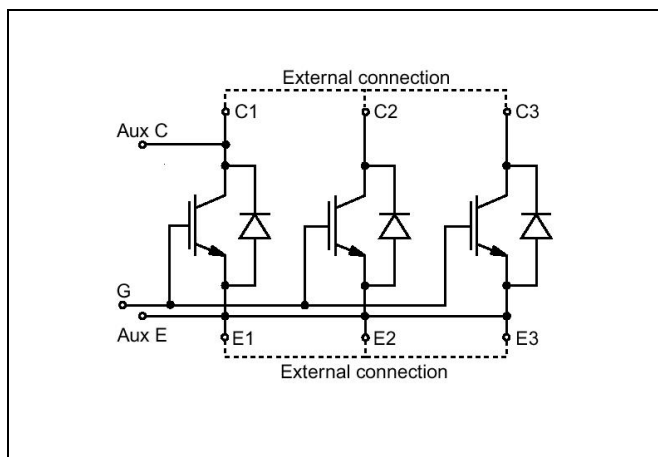 External connection
C1
C2
C3
Aux C
G
Aux E
E1
E2
E3
External connection